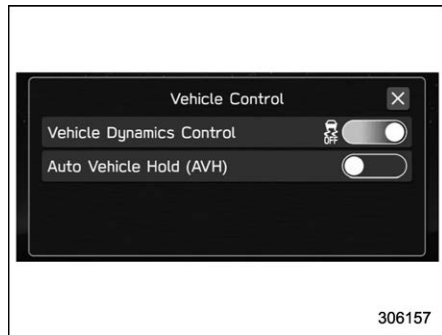 Vehicle Control
Vehicle Dynamics Control OFF
Auto Vehicle Hold (AVH)
306157